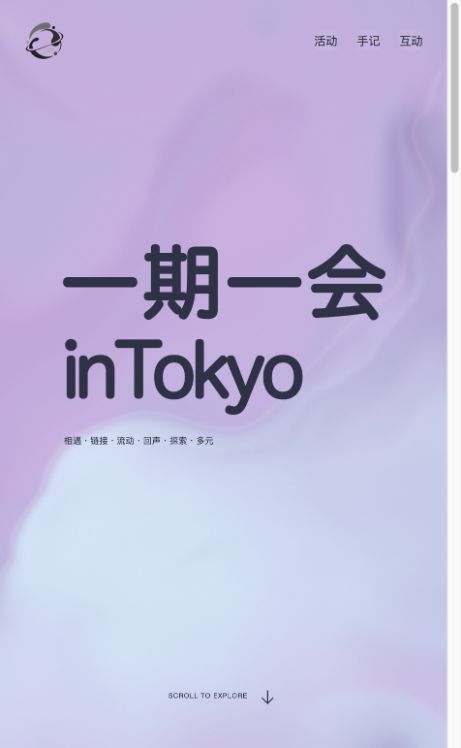 活动 手记 互动
一期一会
inTokyo
相遇 · 链接 · 流动 · 回声 · 探索 · 多元
SCROLL TO EXPLORE